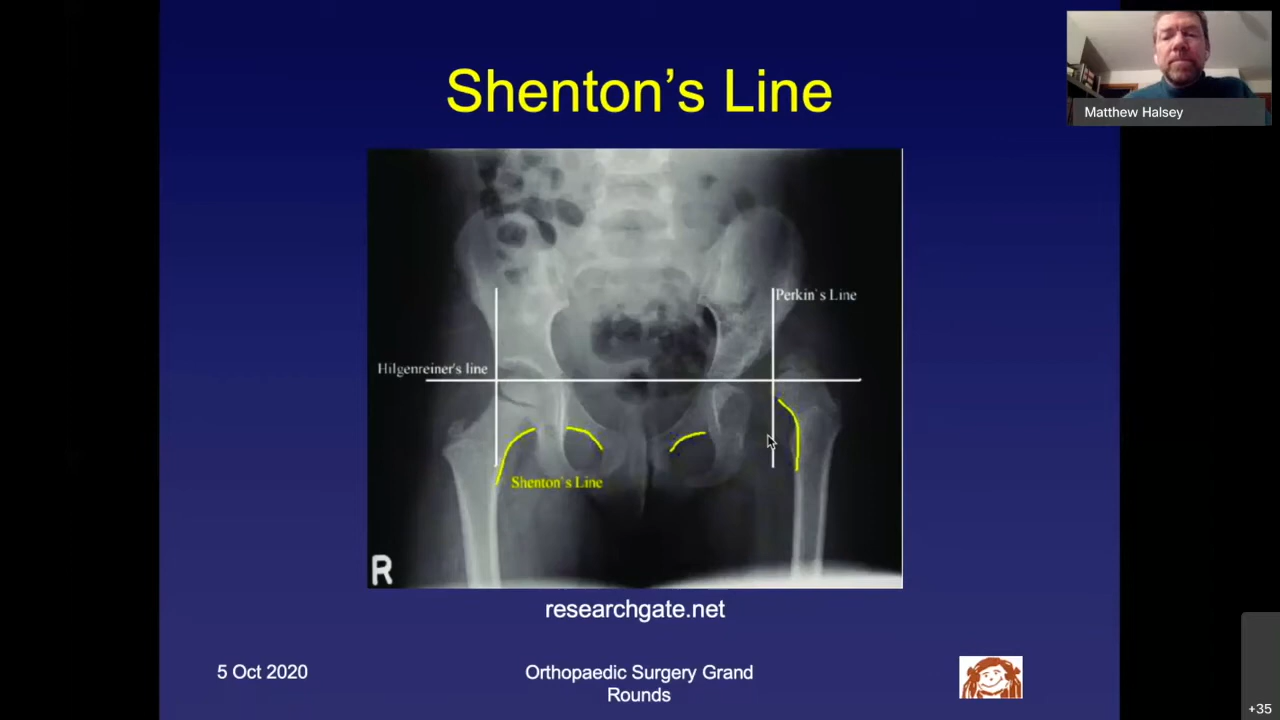 Shenton’s Line
Matthew Halsey
Perkin`s Line
Hilgenreiner's line
Shenton`s Line
R
researchgate.net
5 Oct 2020
Orthopaedic Surgery Grand
Rounds
+35